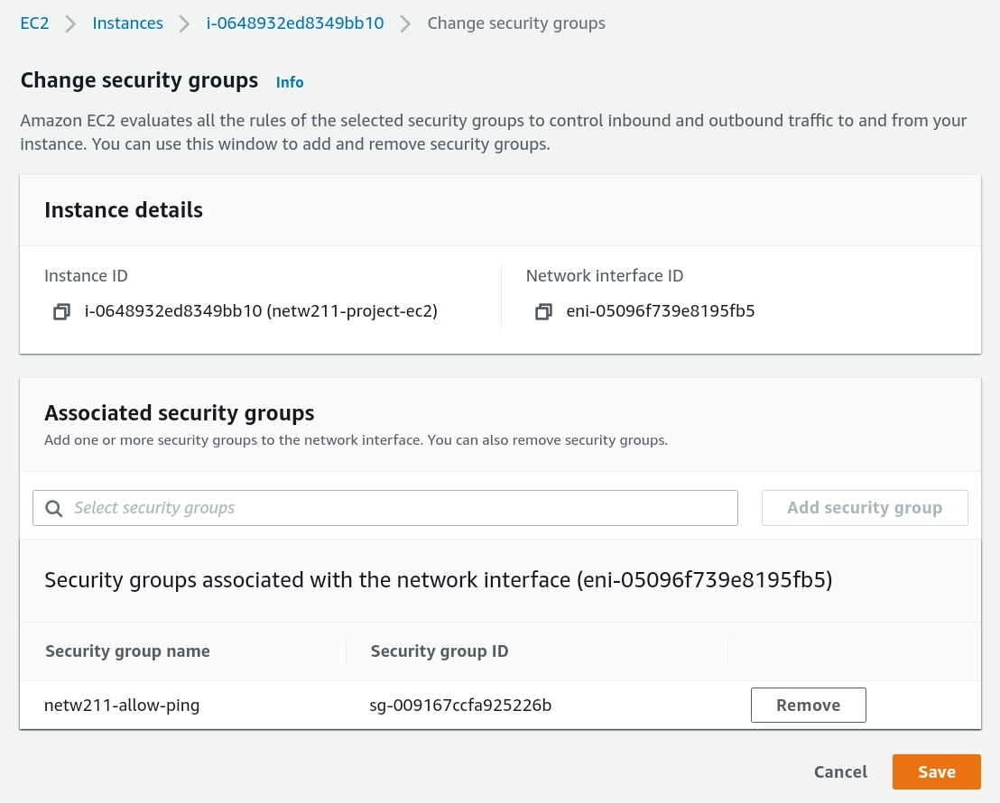 EC2 Instances i-0648932ed8349bb10 Change security groups
Change security groups Info
Amazon EC2 evaluates all the rules of the selected security groups to control inbound and outbound traffic to and from your
instance. You can use this window to add and remove security groups.
Instance details
Instance ID Network interface ID
i-0648932ed8349bb10 (netw211-project-ec2) eni-05096f739e8195fb5
Associated security groups
Add one or more security groups to the network interface. You can also remove security groups.
Select security groups Add security group
Security groups associated with the network interface (eni-05096f739e8195fb5)
Security group name Security group ID
netw211-allow-ping sg-009167ccfa925226b Remove
Cancel Save